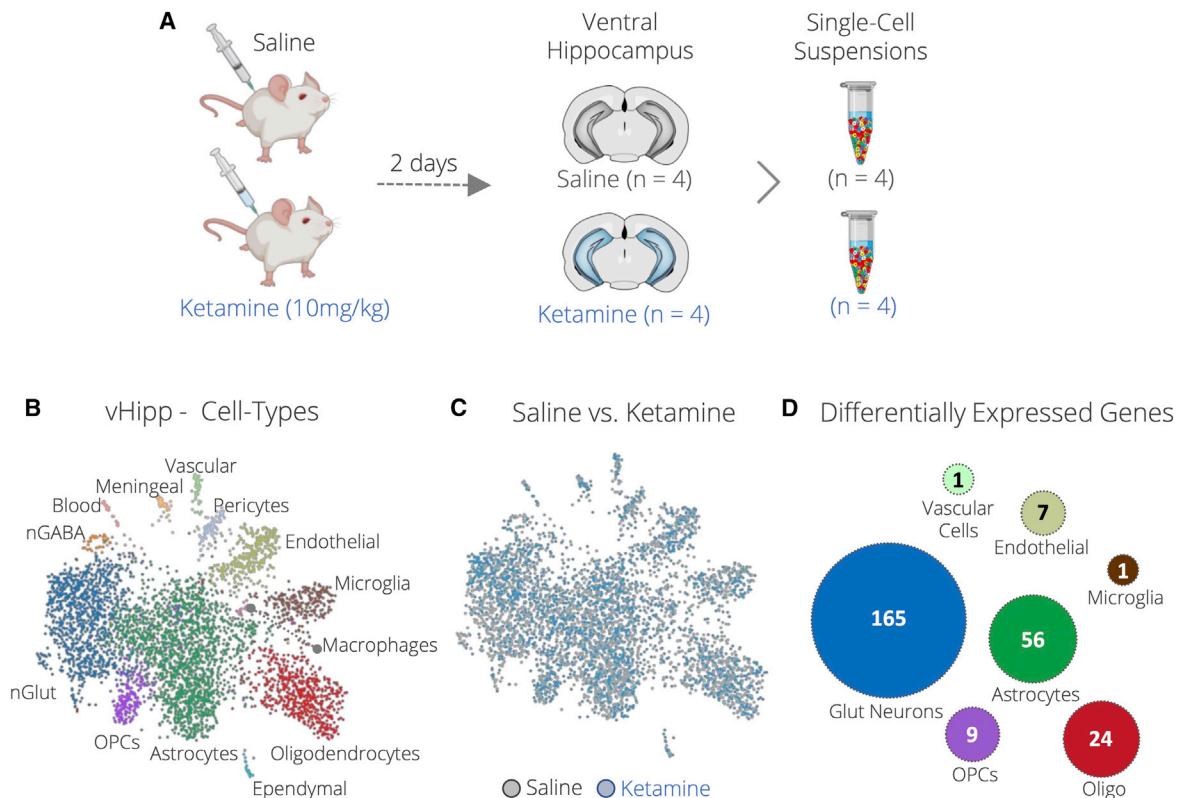 A
Saline
Ketamine (10mg/kg)
2 days
Ventral
Hippocampus
Saline (n = 4)
Ketamine (n = 4)
Single-Cell
Suspensions
(n = 4)
(n = 4)
B
vHipp - Cell-Types
Vascular
Meningeal
Blood
Pericytes
nGABA
Endothelial
Microglia
Macrophages
nGlut
OPCs
Astrocytes
Oligodendrocytes
Ependymal
C
Saline vs. Ketamine
Saline
Ketamine
D
Differentially Expressed Genes
1
Vascular
Cells
7
Endothelial
1
Microglia
165
Glut Neurons
56
Astrocytes
9
OPCs
24
Oligo